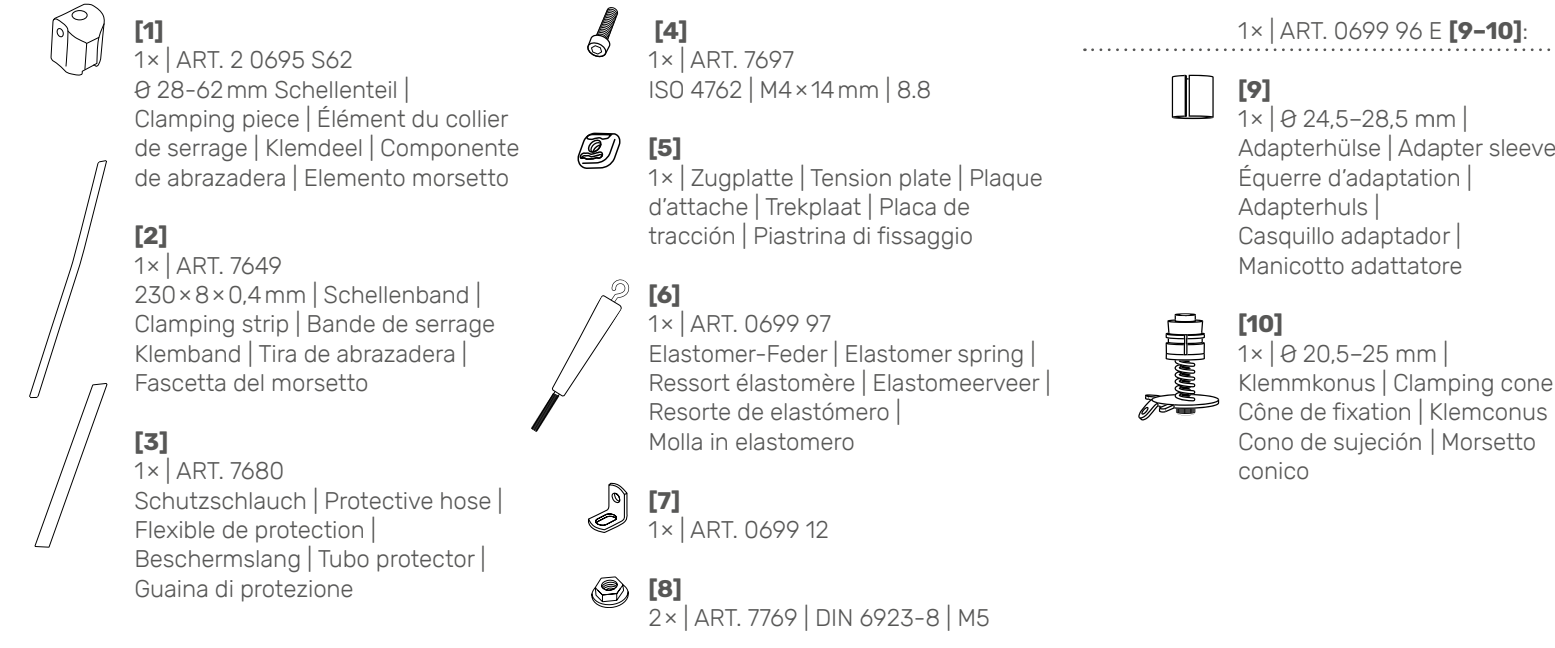 [1]
1× | ART. 2 0695 S62
Ø 28-62 mm Schellenteil |
Clamping piece | Élément du collier
de serrage | Klemdeel | Componente
de abrazadera | Elemento morsetto
[2]
1× | ART. 7649
230 × 8 × 0,4 mm | Schellenband |
Clamping strip | Bande de serrage
Klemband | Tira de abrazadera |
Fascetta del morsetto
[3]
1× | ART. 7680
Schutzschlauch | Protective hose |
Flexible de protection |
Beschermslang | Tubo protector |
Guaina di protezione
[4]
1× | ART. 7697
ISO 4762 | M4 × 14 mm | 8.8
[5]
1× | Zugplatte | Tension plate | Plaque
d’attache | Trekplaat | Placa de
tracción | Piastrina di fissaggio
[6]
1× | ART. 0699 97
Elastomer-Feder | Elastomer spring |
Ressort élastomère | Elastomeerveer |
Resorte de elastómero |
Molla in elastomero
[7]
1× | ART. 0699 12
[8]
2× | ART. 7769 | DIN 6923-8 | M5
1× | ART. 0699 96 E [9–10]:
[9]
1× | Ø 24,5–28,5 mm |
Adapterhülse | Adapter sleeve
Équerre d’adaptation |
Adapterhuls |
Casquillo adaptador |
Manicotto adattatore
[10]
1× | Ø 20,5–25 mm |
Klemmkonus | Clamping cone
Cône de fixation | Klemconus
Cono de sujeción | Morsetto
conico